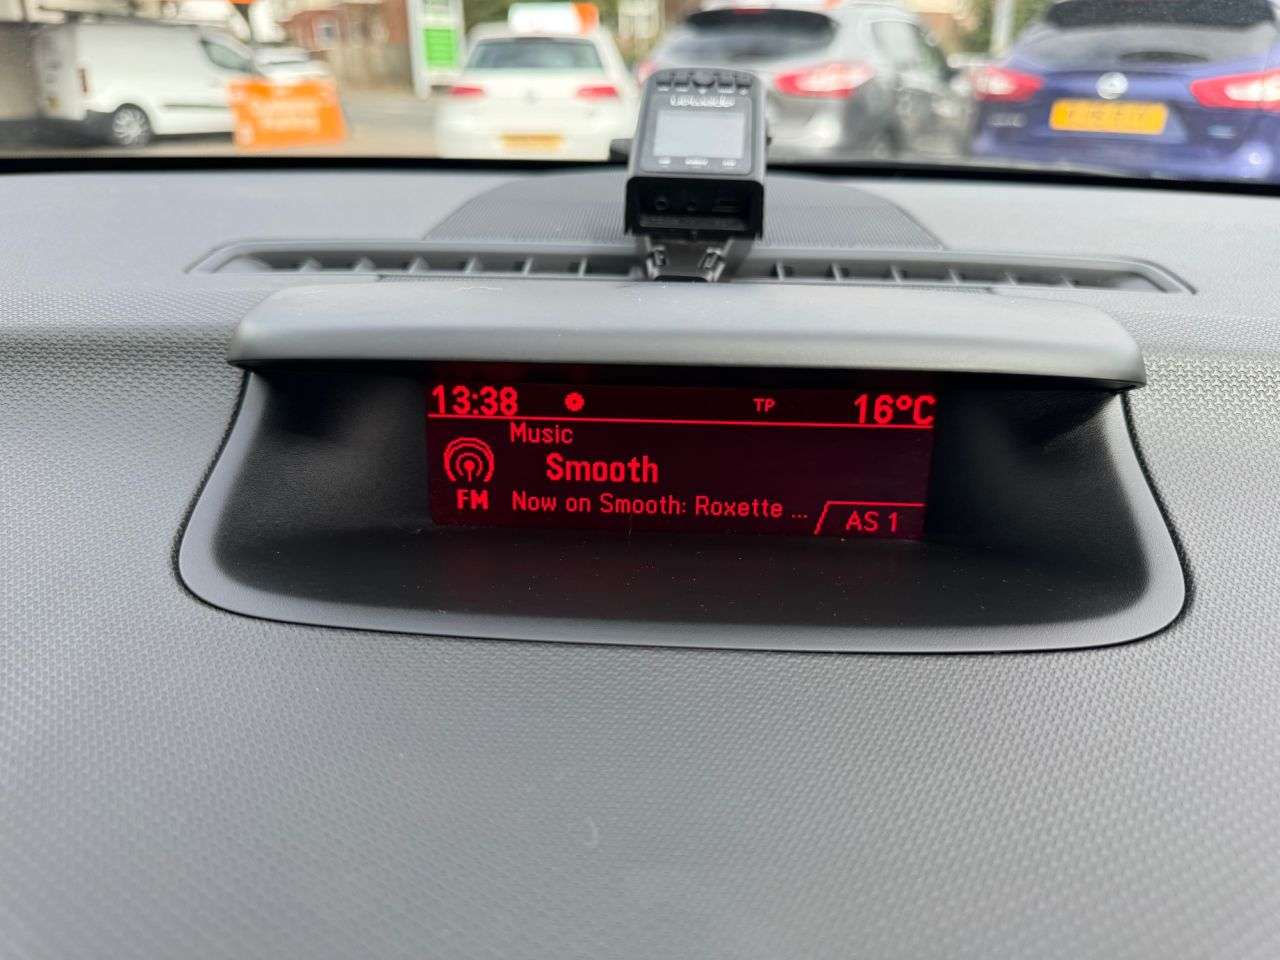 13:38 TP 16°C
Music
Smooth
FM Now on Smooth: Roxette ...
AS 1